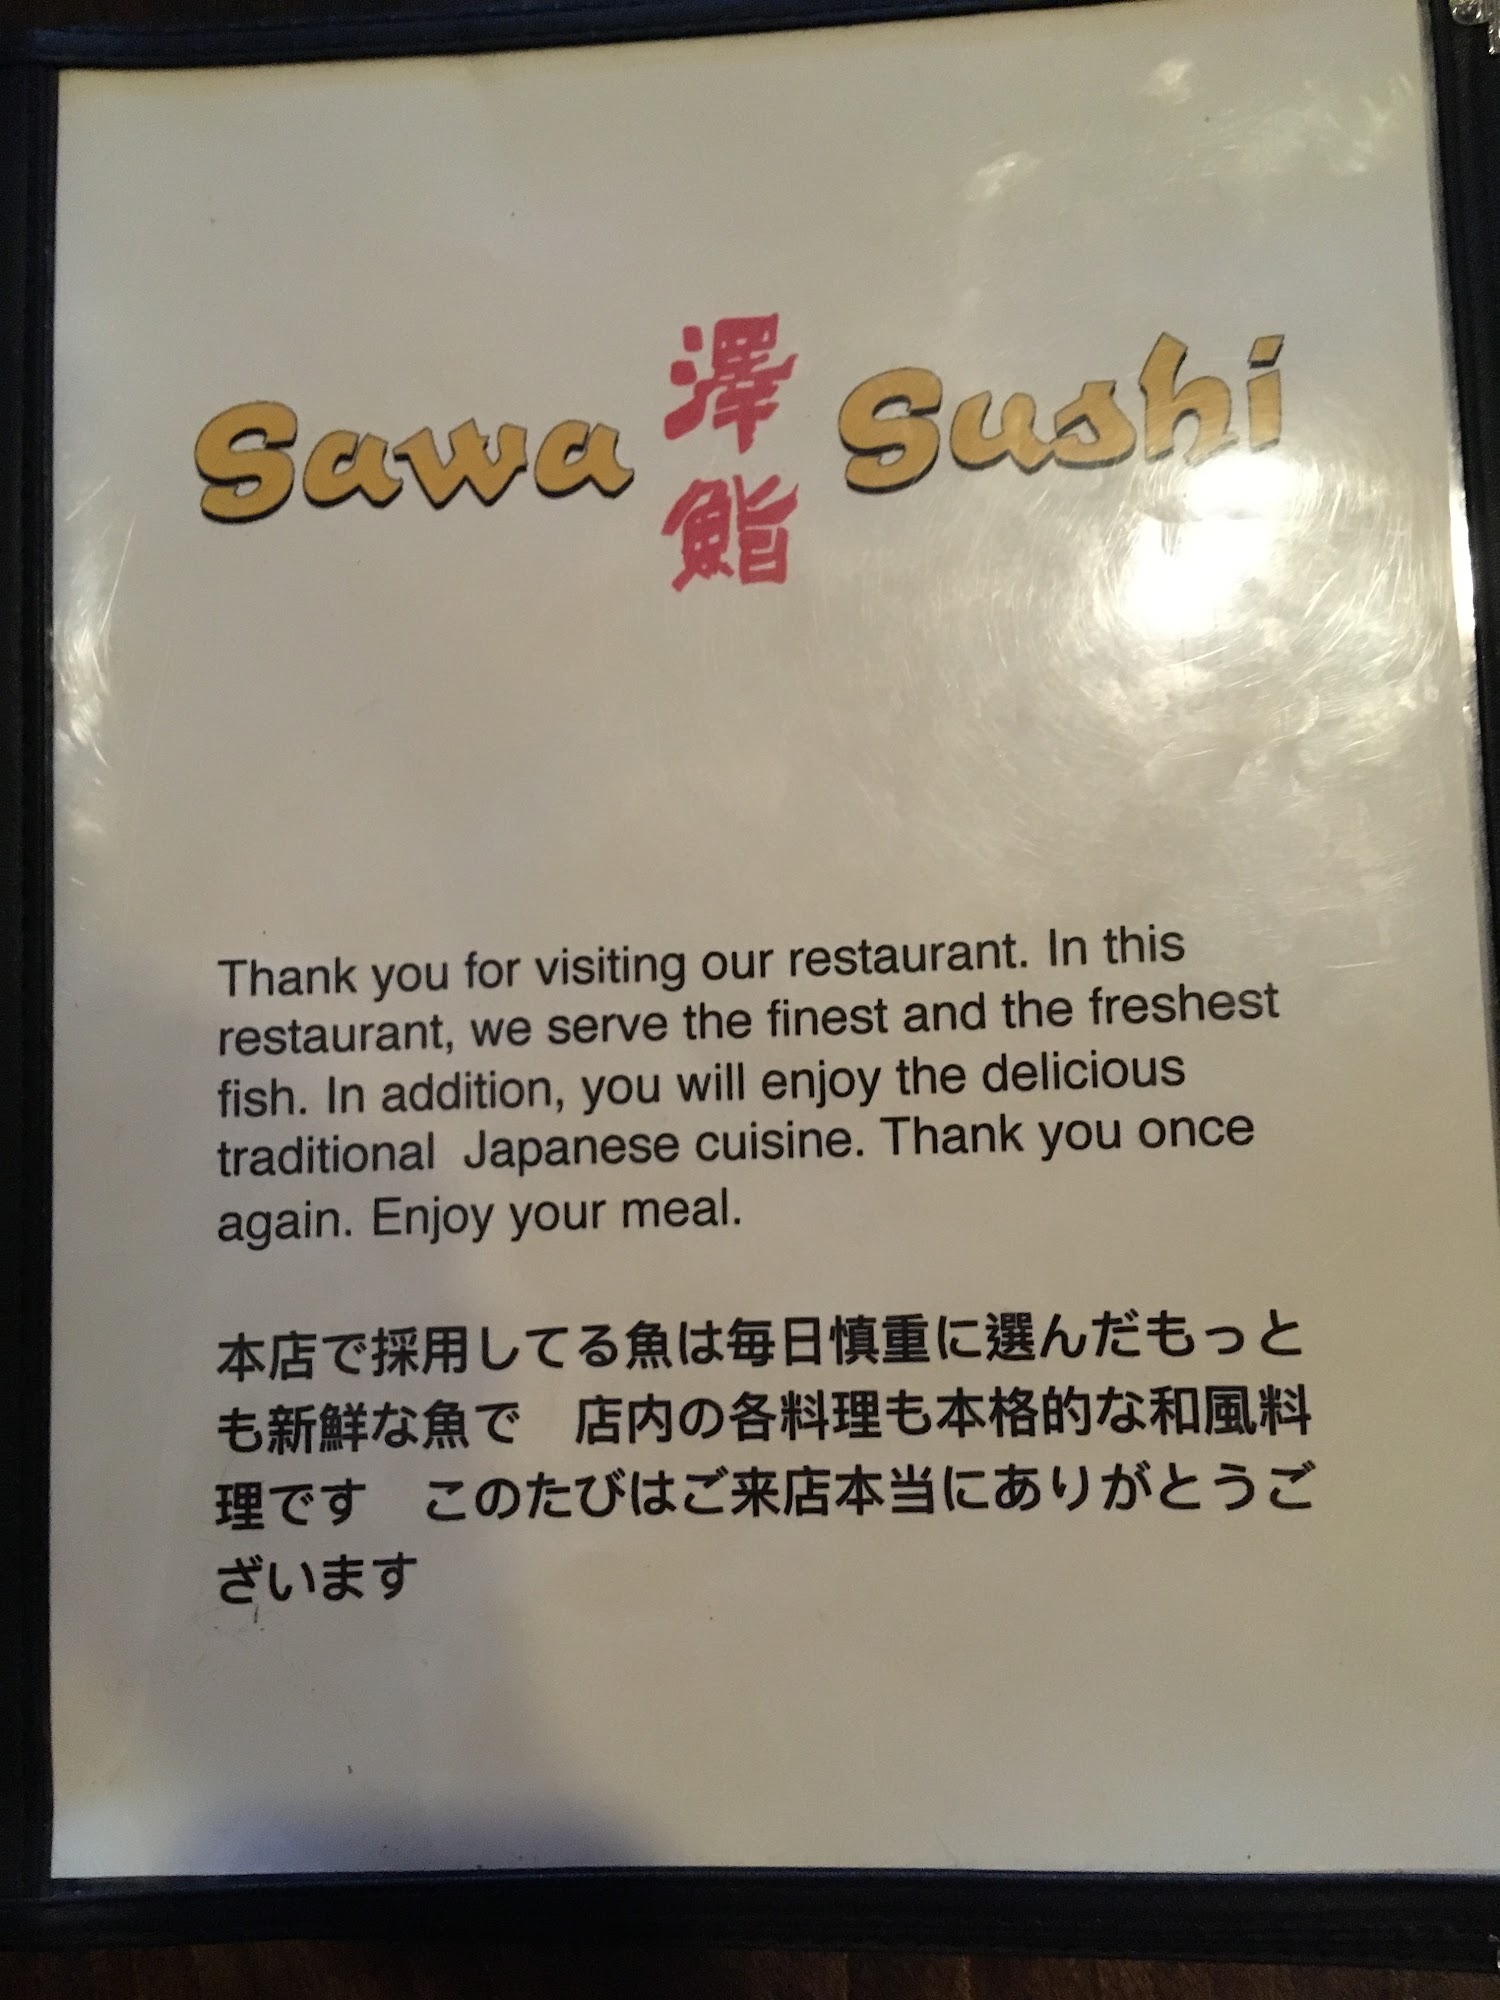 Sawa 澤鮨 Sushi
Thank you for visiting our restaurant. In this
restaurant, we serve the finest and the freshest
fish. In addition, you will enjoy the delicious
traditional  Japanese cuisine. Thank you once
again. Enjoy your meal.
本店で採用してる魚は毎日慎重に選んだもっと
も新鮮な魚で　店内の各料理も本格的な和風料
理です　このたびはご来店本当にありがとうご
ざいます